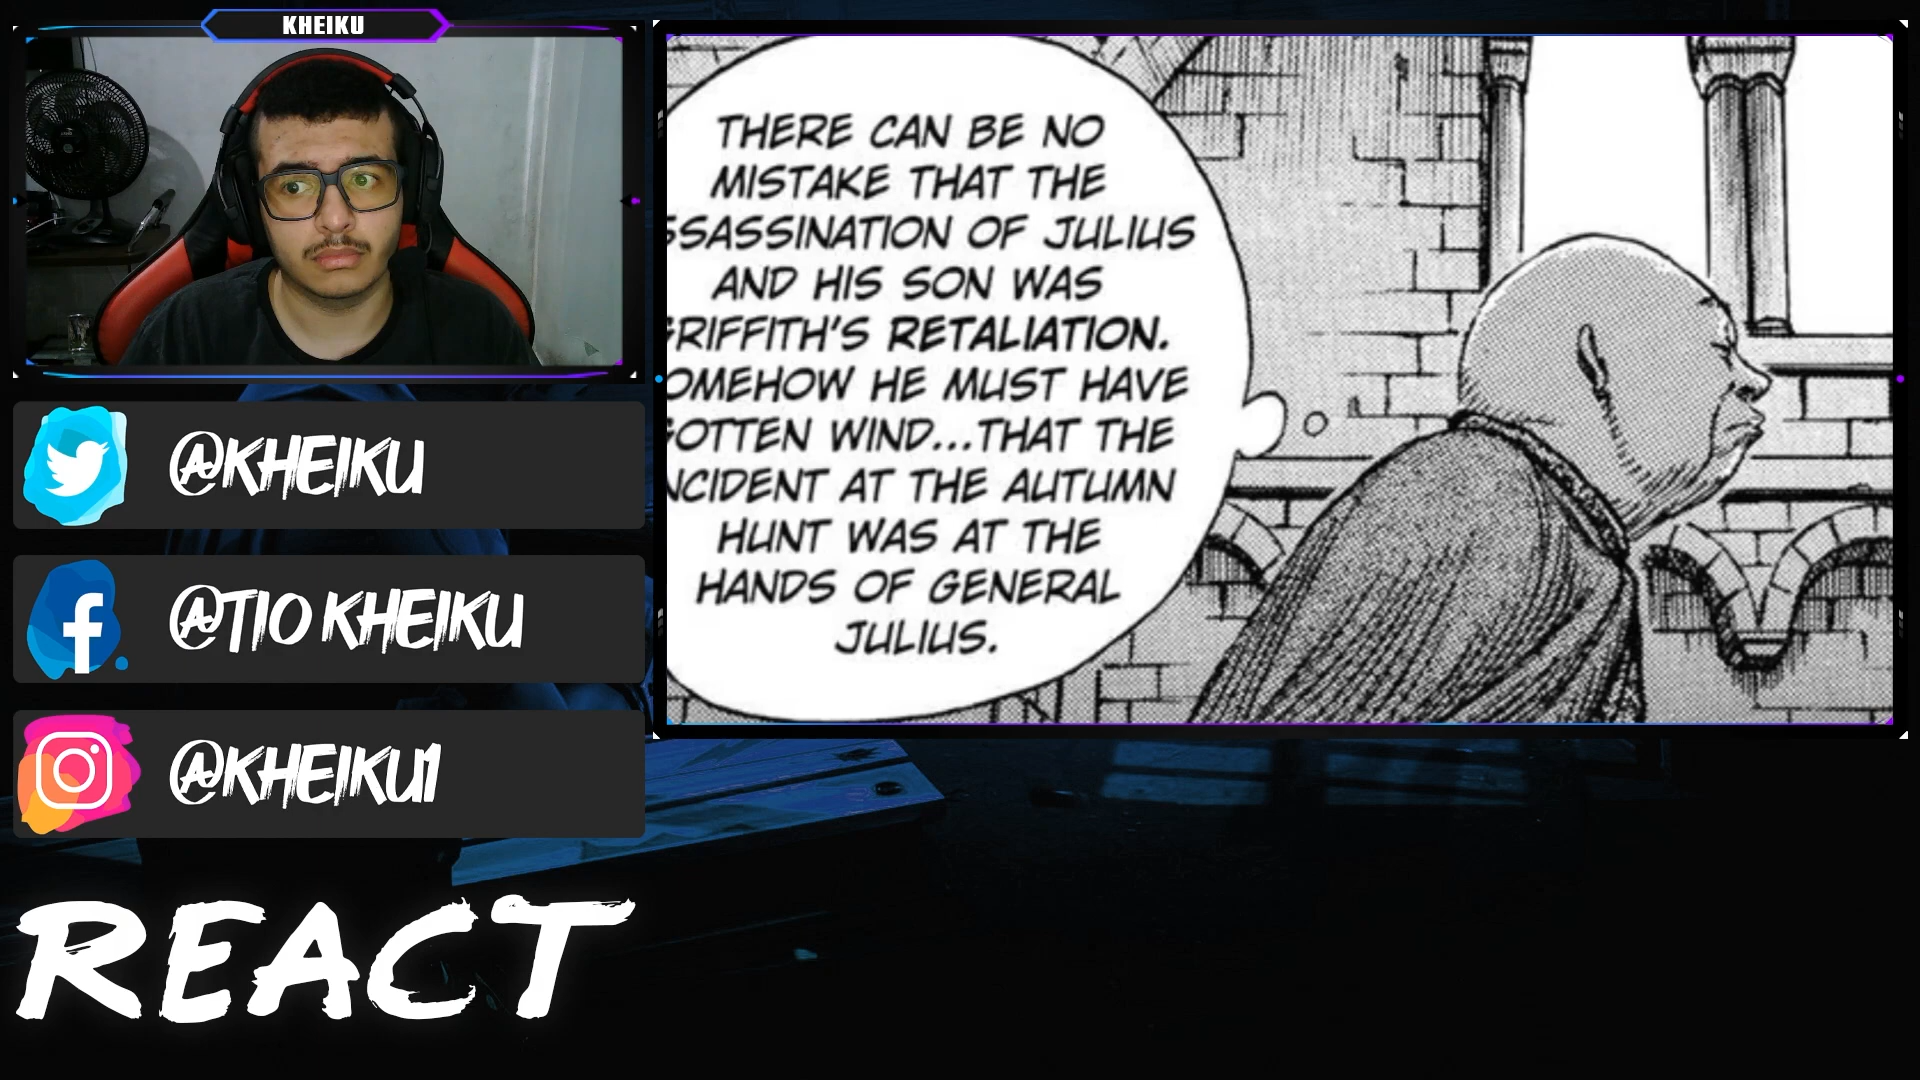 KHEIKU
@KHEIKU
@TIO KHEIKU
@KHEIKU1
REACT
THERE CAN BE NO
MISTAKE THAT THE
SSASSINATION OF JULIUS
AND HIS SON WAS
GRIFFITH'S RETALIATION.
OMEHOW HE MUST HAVE
GOTTEN WIND...THAT THE
NCIDENT AT THE AUTUMN
HUNT WAS AT THE
HANDS OF GENERAL
JULIUS.